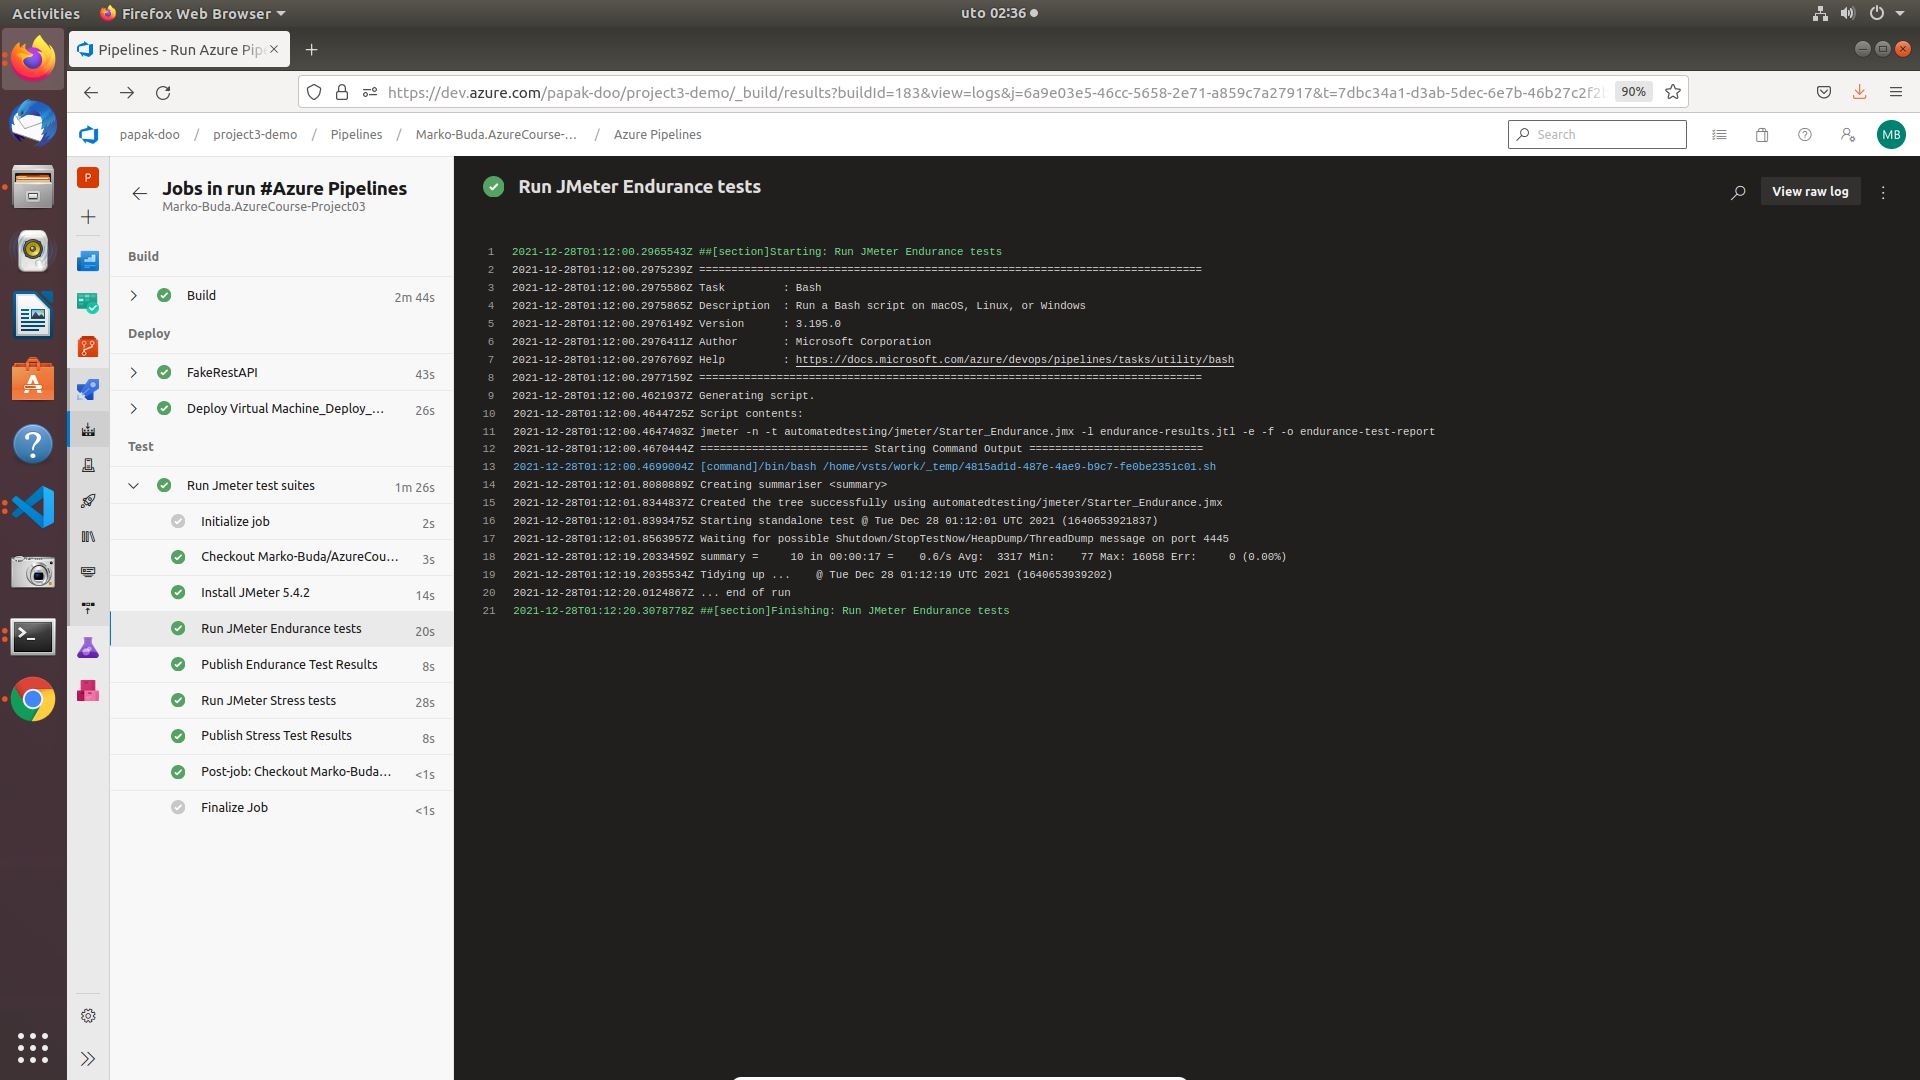 Activities Firefox Web Browser uto 02:36
Pipelines - Run Azure Pip
https://dev.azure.com/papak-doo/project3-demo/_build/results?buildId=183&view=logs&j=6a9e03e5-46cc-5658-2e71-a859c7a27917&t=7dbc34a1-d3ab-5dec-6e7b-46b27c2f2 90%
papak-doo / project3-demo / Pipelines / Marko-Buda.AzureCourse-... / Azure Pipelines Search MB
P
Jobs in run #Azure Pipelines
Marko-Buda.AzureCourse-Project03
Build
Build 2m 44s
Deploy
FakeRestAPI 43s
Deploy Virtual Machine_Deploy_... 26s
Test
Run Jmeter test suites 1m 26s
Initialize job 2s
Checkout Marko-Buda/AzureCou... 3s
Install JMeter 5.4.2 14s
Run JMeter Endurance tests 20s
Publish Endurance Test Results 8s
Run JMeter Stress tests 28s
Publish Stress Test Results 8s
Post-job: Checkout Marko-Buda... <1s
Finalize Job <1s
Run JMeter Endurance tests
View raw log
1 2021-12-28T01:12:00.2965543Z ##[section]Starting: Run JMeter Endurance tests
2 2021-12-28T01:12:00.2975239Z ==============================================================================
3 2021-12-28T01:12:00.2975586Z Task         : Bash
4 2021-12-28T01:12:00.2975865Z Description  : Run a Bash script on macOS, Linux, or Windows
5 2021-12-28T01:12:00.2976149Z Version      : 3.195.0
6 2021-12-28T01:12:00.2976411Z Author       : Microsoft Corporation
7 2021-12-28T01:12:00.2976769Z Help         : https://docs.microsoft.com/azure/devops/pipelines/tasks/utility/bash
8 2021-12-28T01:12:00.2977159Z ==============================================================================
9 2021-12-28T01:12:00.4621937Z Generating script.
10 2021-12-28T01:12:00.4644725Z Script contents:
11 2021-12-28T01:12:00.4647403Z jmeter -n -t automatedtesting/jmeter/Starter_Endurance.jmx -l endurance-results.jtl -e -f -o endurance-test-report
12 2021-12-28T01:12:00.4670444Z ========================== Starting Command Output ===========================
13 2021-12-28T01:12:00.4699004Z [command]/bin/bash /home/vsts/work/_temp/4815ad1d-487e-4ae9-b9c7-fe0be2351c01.sh
14 2021-12-28T01:12:01.8080889Z Creating summariser <summary>
15 2021-12-28T01:12:01.8344837Z Created the tree successfully using automatedtesting/jmeter/Starter_Endurance.jmx
16 2021-12-28T01:12:01.8393475Z Starting standalone test @ Tue Dec 28 01:12:01 UTC 2021 (1640653921837)
17 2021-12-28T01:12:01.8563957Z Waiting for possible Shutdown/StopTestNow/HeapDump/ThreadDump message on port 4445
18 2021-12-28T01:12:19.2033459Z summary =     10 in 00:00:17 =    0.6/s Avg:  3317 Min:    77 Max: 16058 Err:     0 (0.00%)
19 2021-12-28T01:12:19.2035534Z Tidying up ...    @ Tue Dec 28 01:12:19 UTC 2021 (1640653939202)
20 2021-12-28T01:12:20.0124867Z ... end of run
21 2021-12-28T01:12:20.3078778Z ##[section]Finishing: Run JMeter Endurance tests